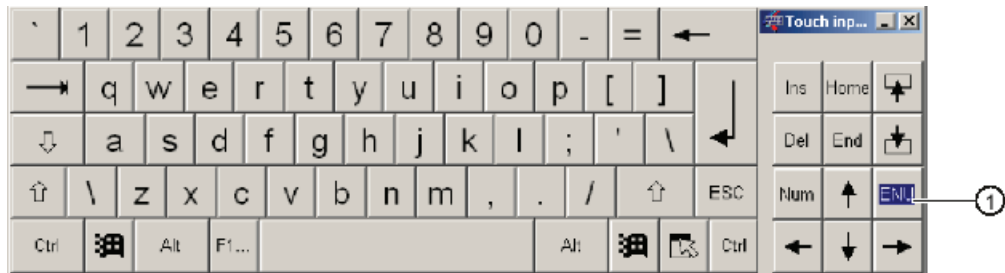 ` 1 2 3 4 5 6 7 8 9 0 - = Touch inp...
q w e r t y u i o p [ ] Ins Home
a s d f g h j k l ; ' \ Del End
\ z x c v b n m , . / ESC Num ENU 1
Ctrl Alt F1... Alt Ctrl